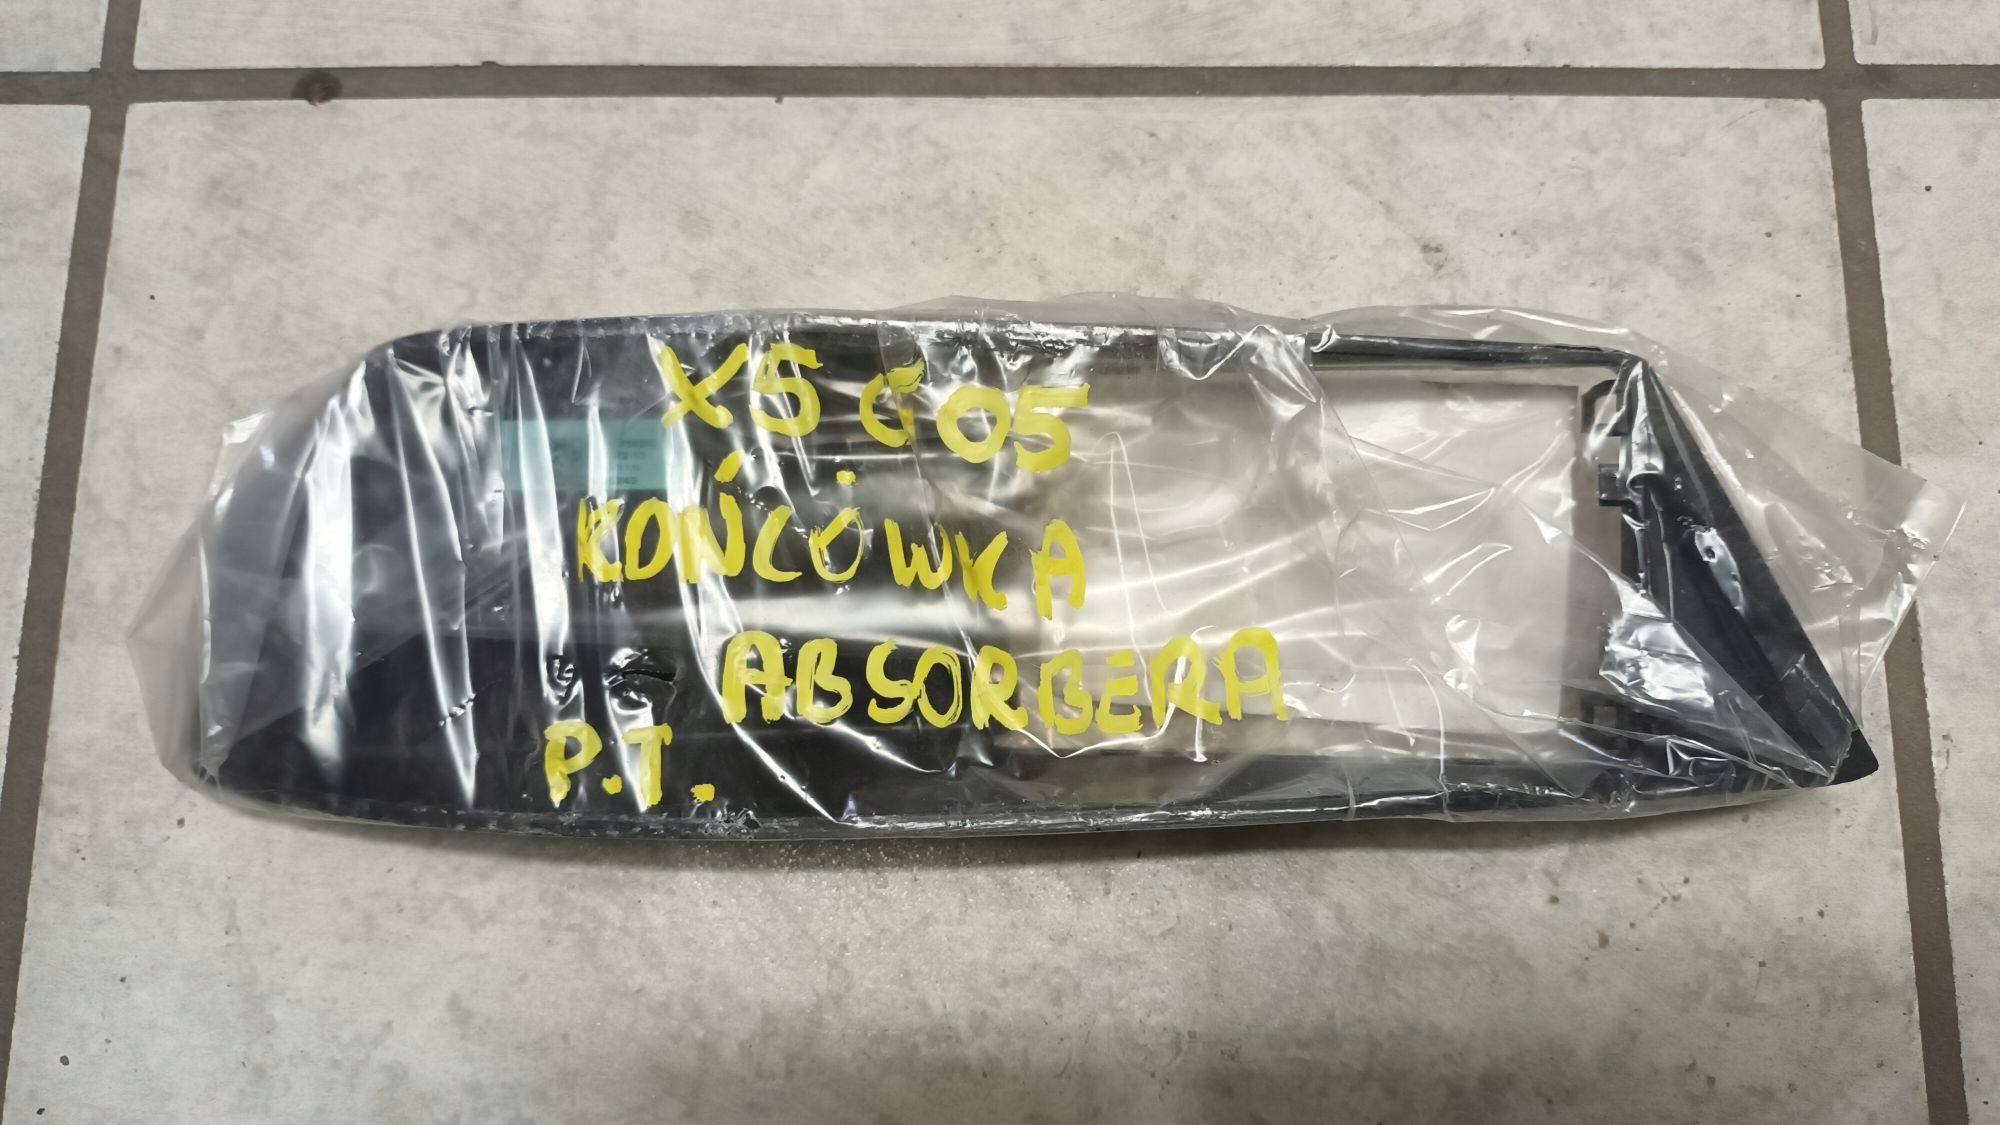 X5 G05
KOŃCÓWKA
ABSORBERA
P.T.